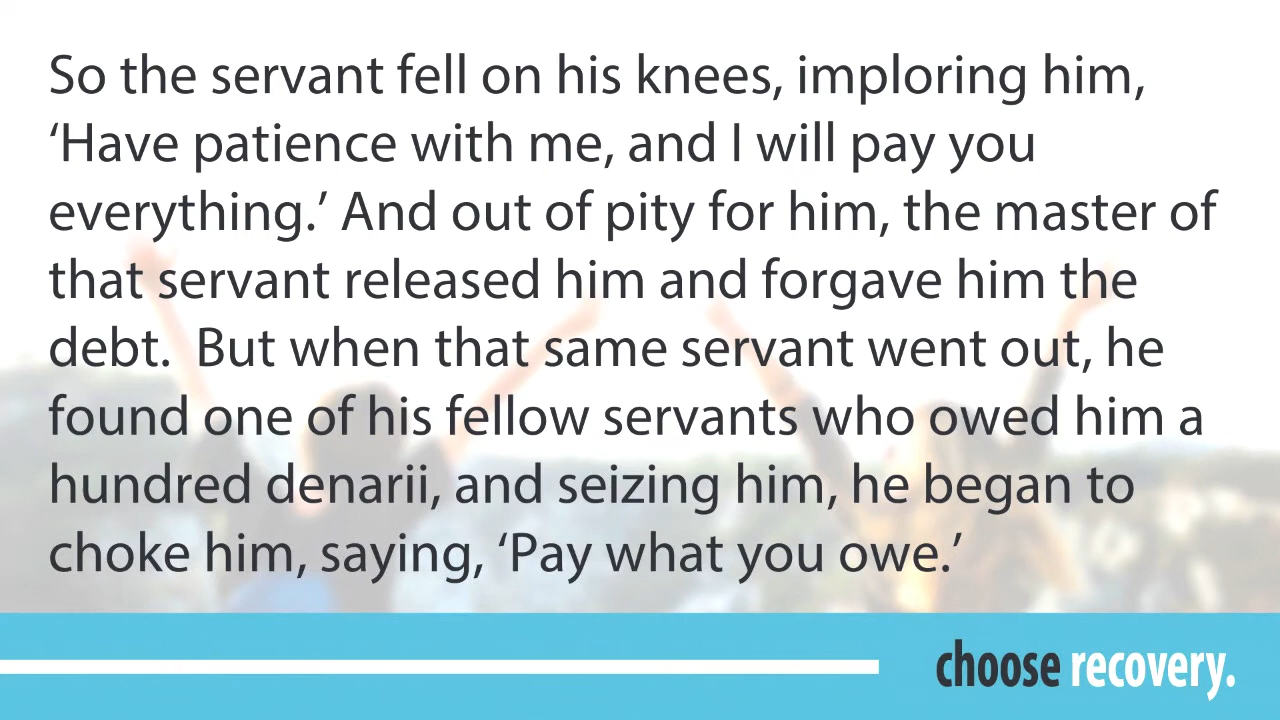 So the servant fell on his knees, imploring him,
‘Have patience with me, and I will pay you
everything.’ And out of pity for him, the master of
that servant released him and forgave him the
debt.  But when that same servant went out, he
found one of his fellow servants who owed him a
hundred denarii, and seizing him, he began to
choke him, saying, ‘Pay what you owe.’
choose recovery.